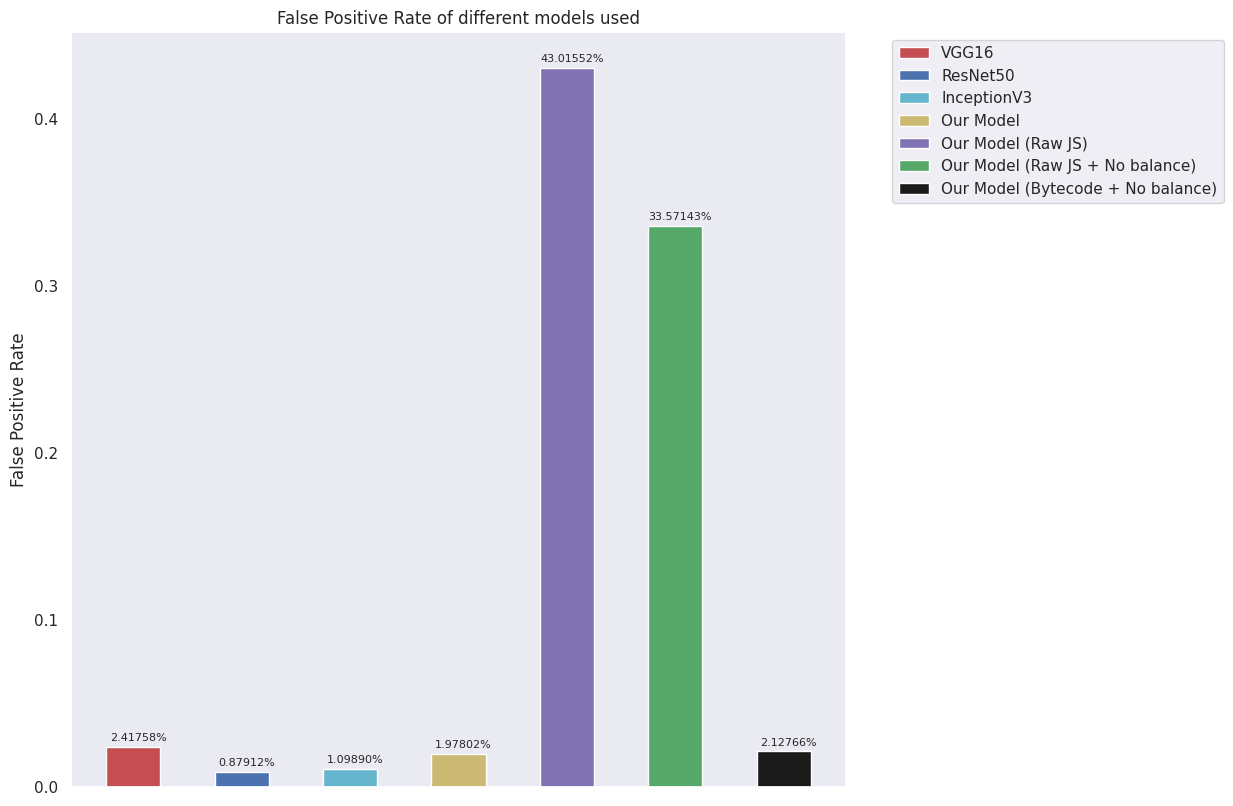 False Positive Rate of different models used
False Positive Rate
0.4
0.3
0.2
0.1
0.0
2.41758%
0.87912%
1.09890%
1.97802%
43.01552%
33.57143%
2.12766%
VGG16
ResNet50
InceptionV3
Our Model
Our Model (Raw JS)
Our Model (Raw JS + No balance)
Our Model (Bytecode + No balance)